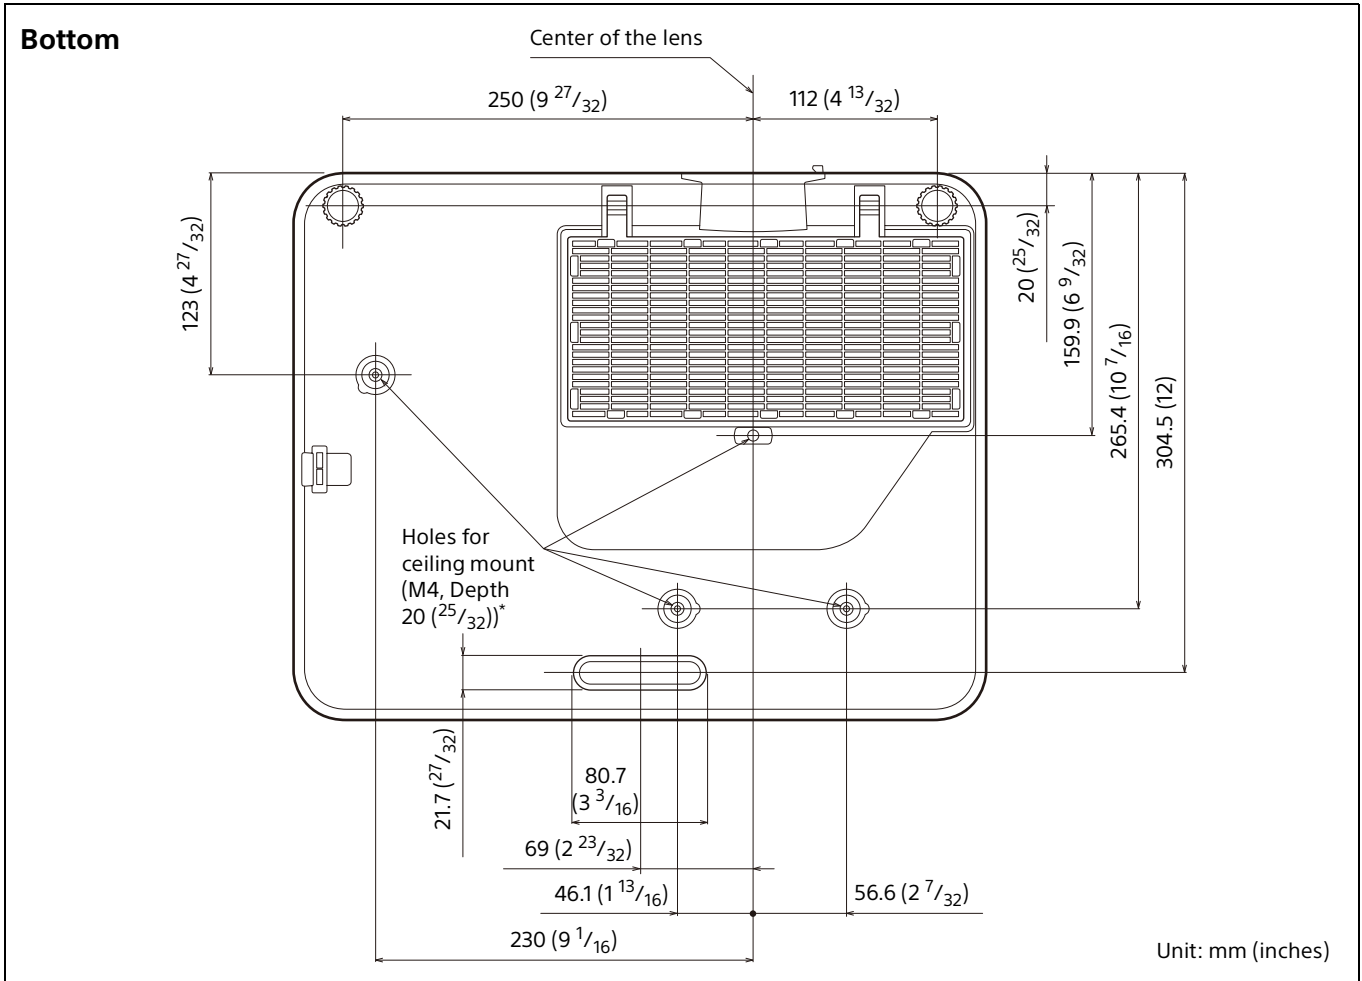 Bottom
Center of the lens
250 (9 27/32)
112 (4 13/32)
123 (4 27/32)
20 (25/32)
159.9 (6 9/32)
265.4 (10 7/16)
304.5 (12)
Holes for
ceiling mount
(M4, Depth
20 (25/32))*
21.7 (27/32)
80.7
(3 3/16)
69 (2 23/32)
46.1 (1 13/16)
56.6 (2 7/32)
230 (9 1/16)
Unit: mm (inches)